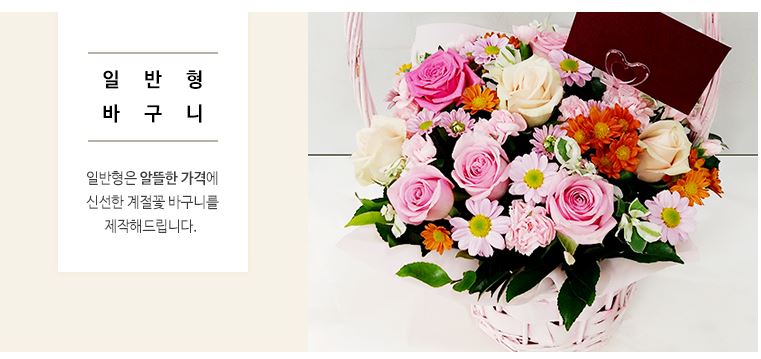 일 반 형
바 구 니
일반형은 알뜰한 가격에
신선한 계절꽃 바구니를
제작해드립니다.